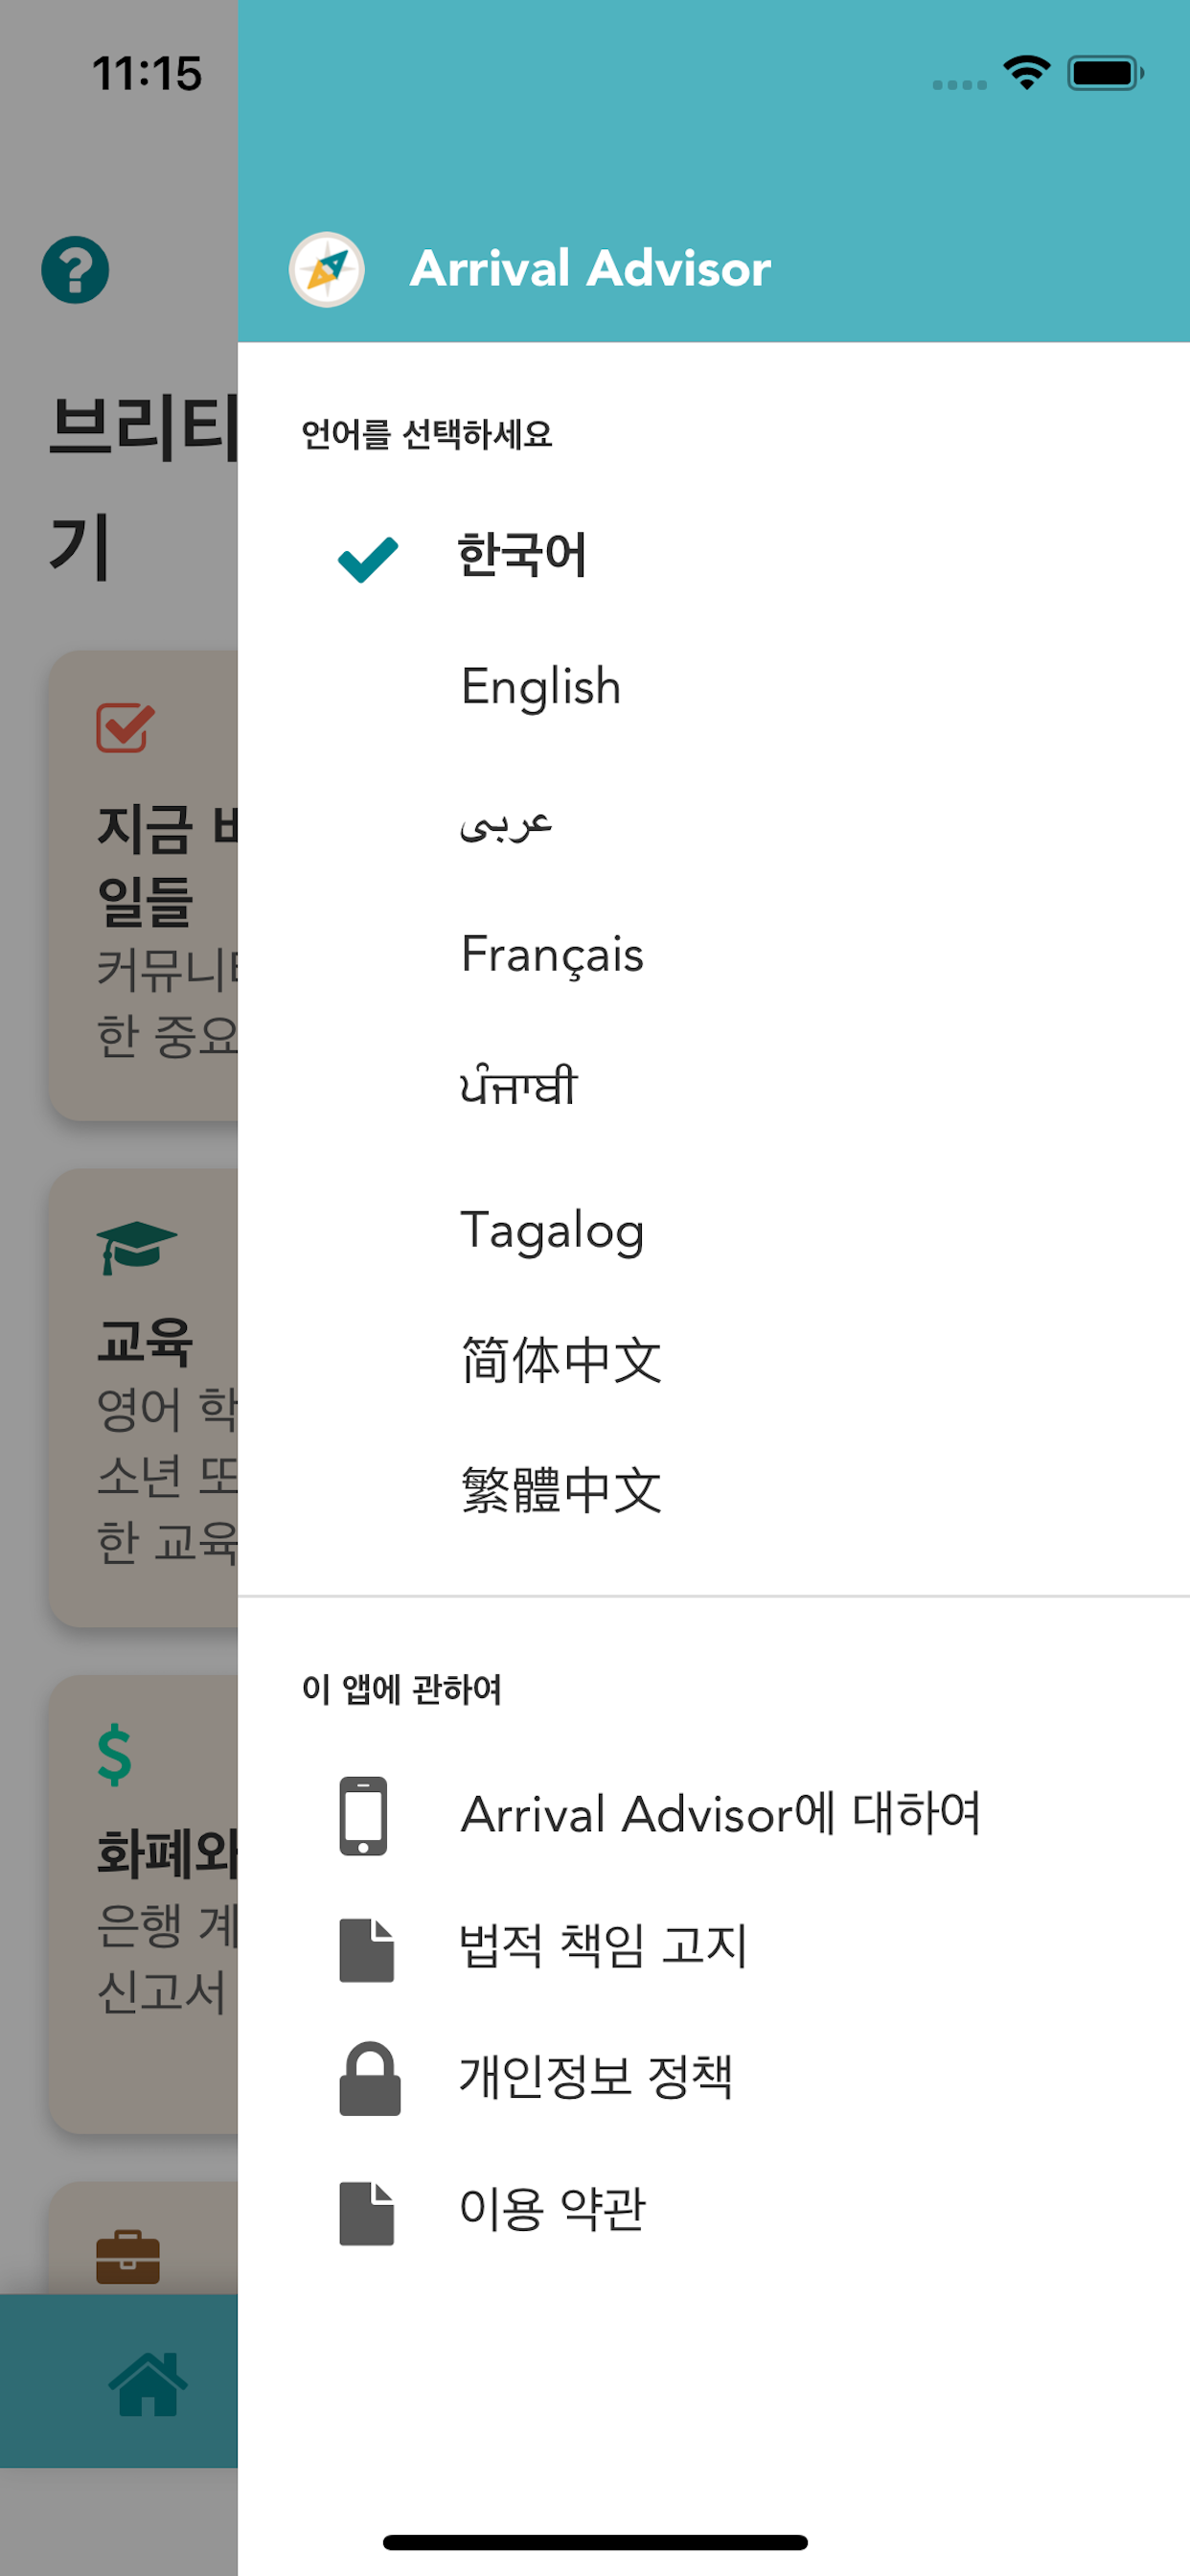 11:15
Arrival Advisor
언어를 선택하세요
한국어
English
عربى
Français
ਪੰਜਾਬੀ
Tagalog
简体中文
繁體中文
이 앱에 관하여
Arrival Advisor에 대하여
법적 책임 고지
개인정보 정책
이용 약관
브리티
기
지금
일들
커뮤니티
한 중요
교육
영어 학
소년 또
한 교육
화폐와
은행 계
신고서